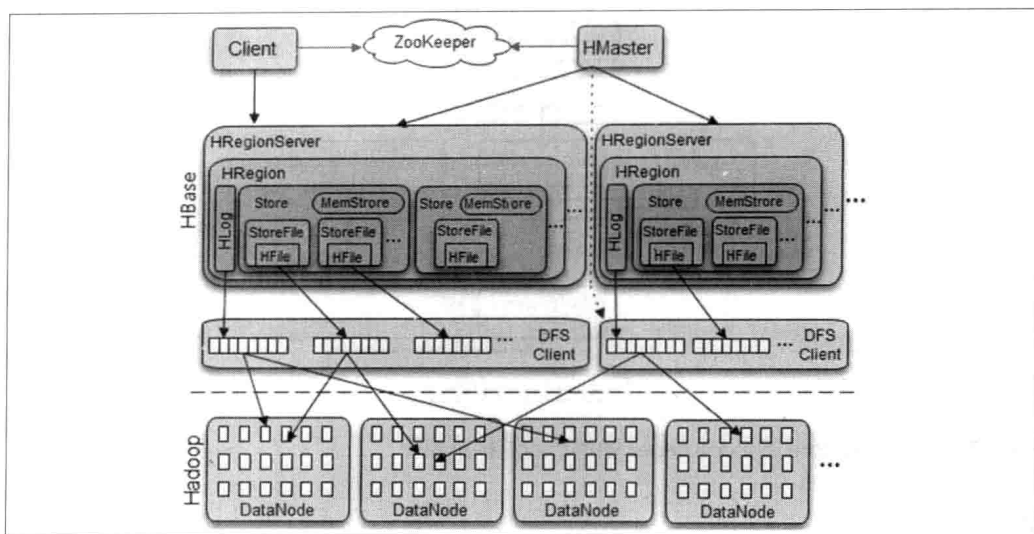 Client
ZooKeeper
HMaster
HBase
HRegionServer
HRegion
HLog
Store
MemStrore
StoreFile
HFile
StoreFile
HFile
...
Store
MemStrore
StoreFile
HFile
...
...
HRegionServer
HRegion
HLog
Store
MemStrore
StoreFile
HFile
StoreFile
HFile
...
...
...
... DFS
Client
... DFS
Client
Hadoop
DataNode
DataNode
DataNode
DataNode
...